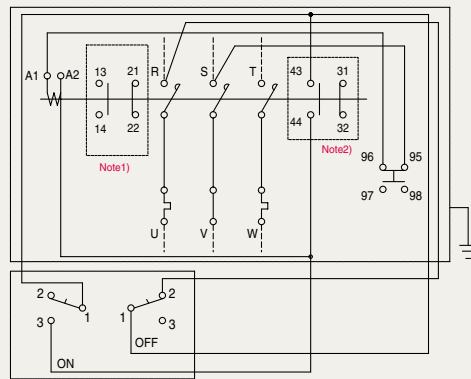 R S T
A1 A2 13 21 43 31
14 22 44 32
Note1) Note2)
96 95
97 98
U V W
2 1 2
3 1 3
OFF
ON